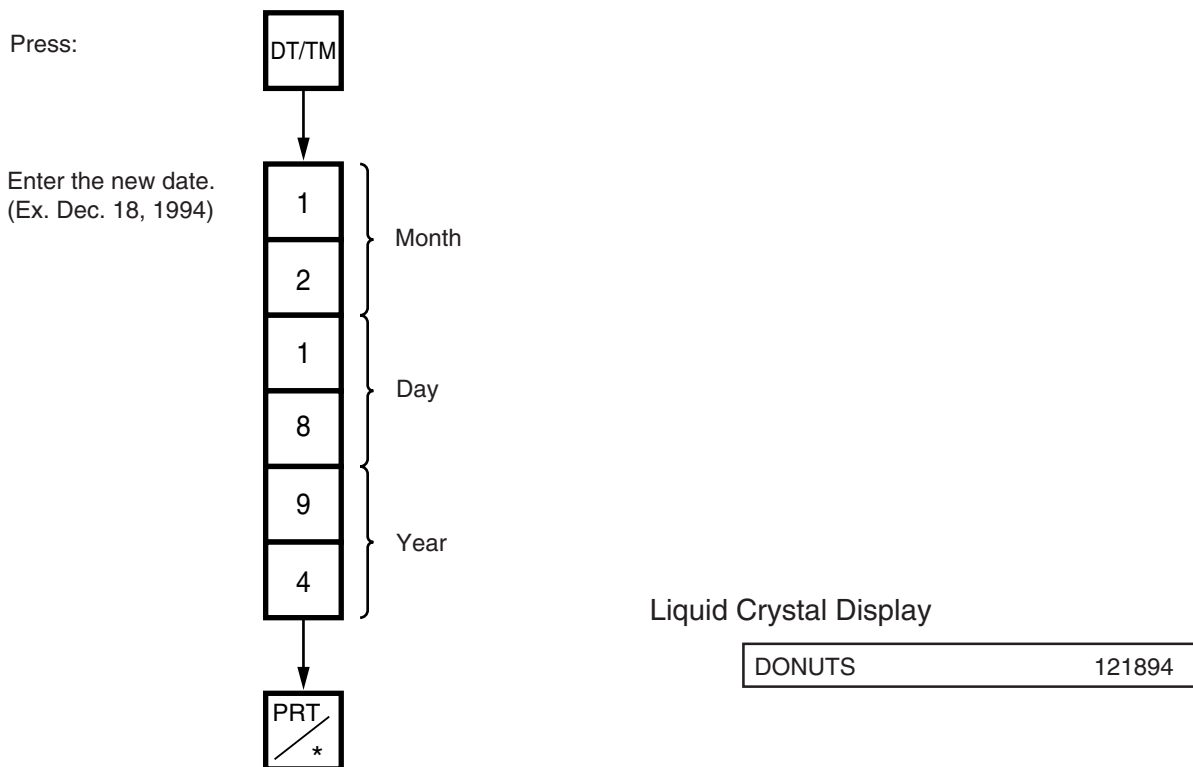 Press:
DT/TM
Enter the new date.
(Ex. Dec. 18, 1994)
1
2
Month
1
8
Day
9
4
Year
PRT
*
Liquid Crystal Display
DONUTS 121894